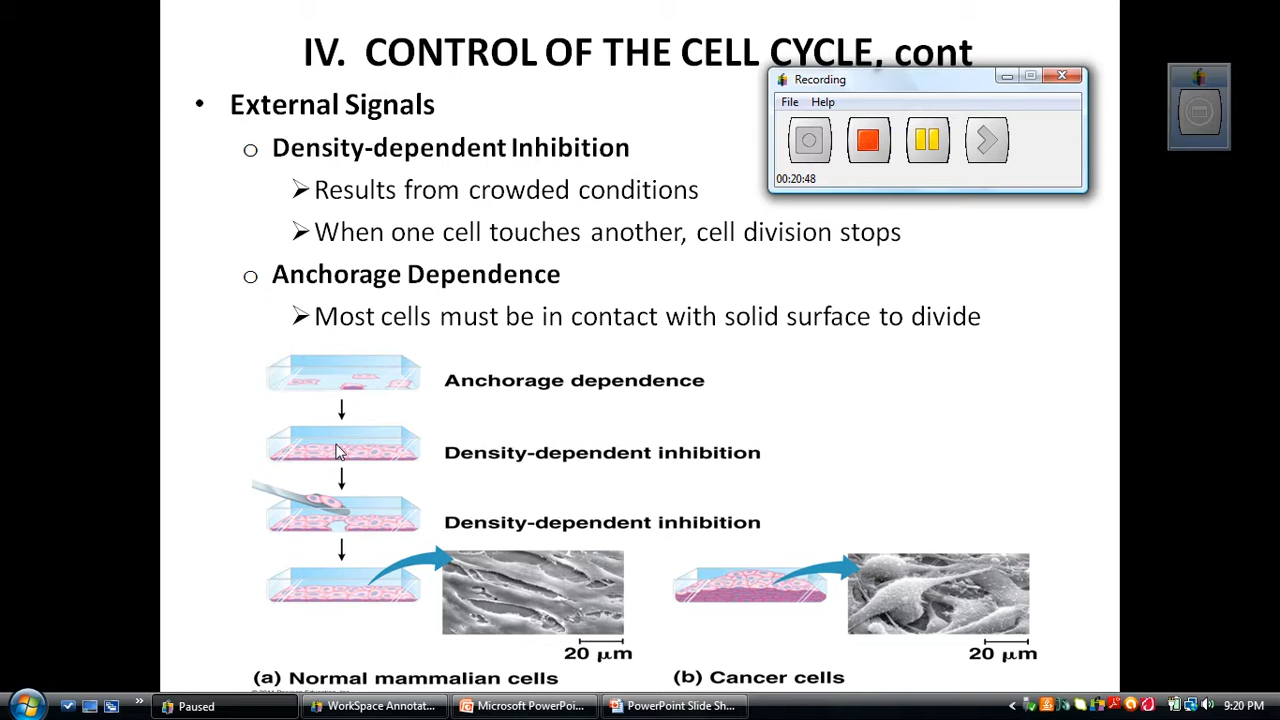 IV. CONTROL OF THE CELL CYCLE, cont
Recording
File Help
00:20:48
• External Signals
o Density-dependent Inhibition
➢Results from crowded conditions
➢When one cell touches another, cell division stops
o Anchorage Dependence
➢Most cells must be in contact with solid surface to divide
Anchorage dependence
Density-dependent inhibition
Density-dependent inhibition
20 µm
20 µm
(a) Normal mammalian cells
(b) Cancer cells
Paused
WorkSpace Annotat...
Microsoft PowerPoi...
PowerPoint Slide Sh...
9:20 PM